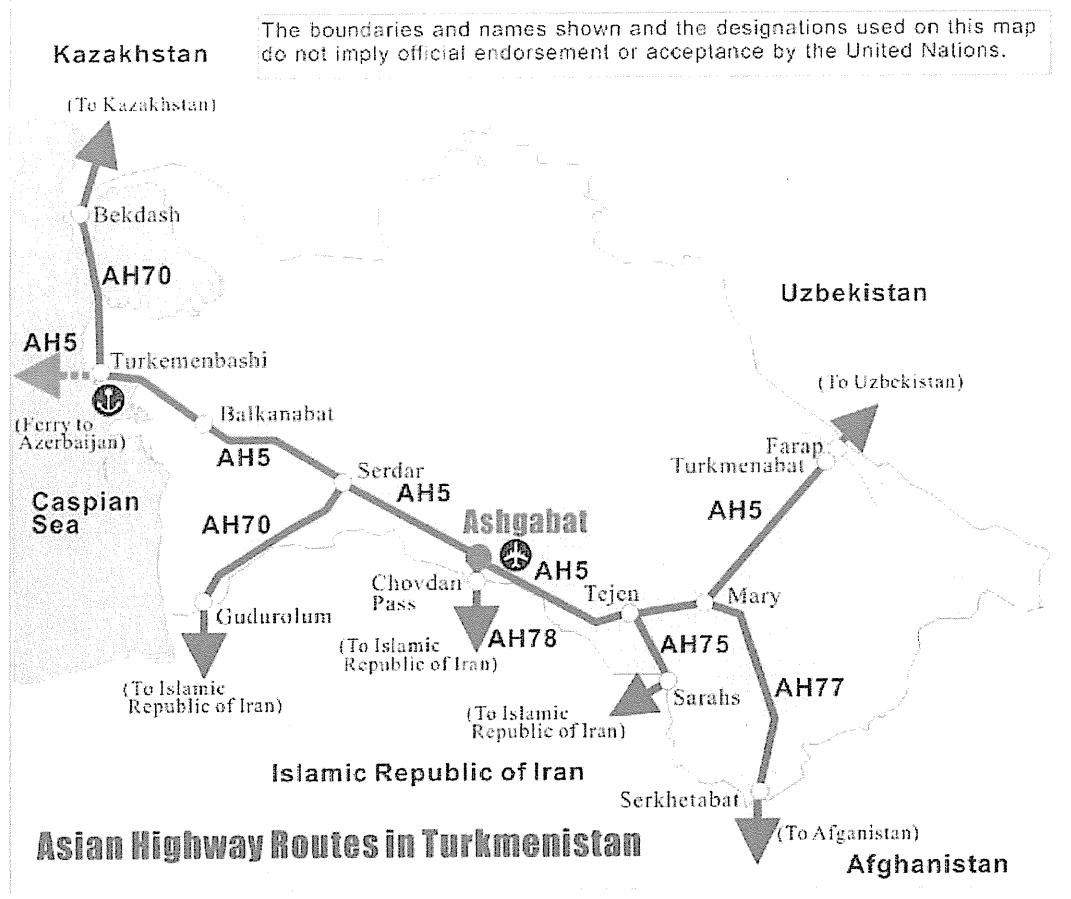 The boundaries and names shown and the designations used on this map
do not imply official endorsement or acceptance by the United Nations.
Kazakhstan
(To Kazakhstan)
Bekdash
AH70
Uzbekistan
AH5
Turkemenbashi
(To Uzbekistan)
(Ferry to
Azerbaijan)
Balkanabat
AH5
Farap
Turkmenabat
Serdar
AH5
Caspian
Sea
AH70
AH5
Ashgabat
AH5
Chovdan
Pass
Tejen
Mary
Gudurolum
AH78
(To Islamic
Republic of Iran)
AH75
(To Islamic
Republic of Iran)
AH77
Sarahs
(To Islamic
Republic of Iran)
Islamic Republic of Iran
Serkhetabat
(To Afganistan)
Asian Highway Routes in Turkmenistan
Afghanistan